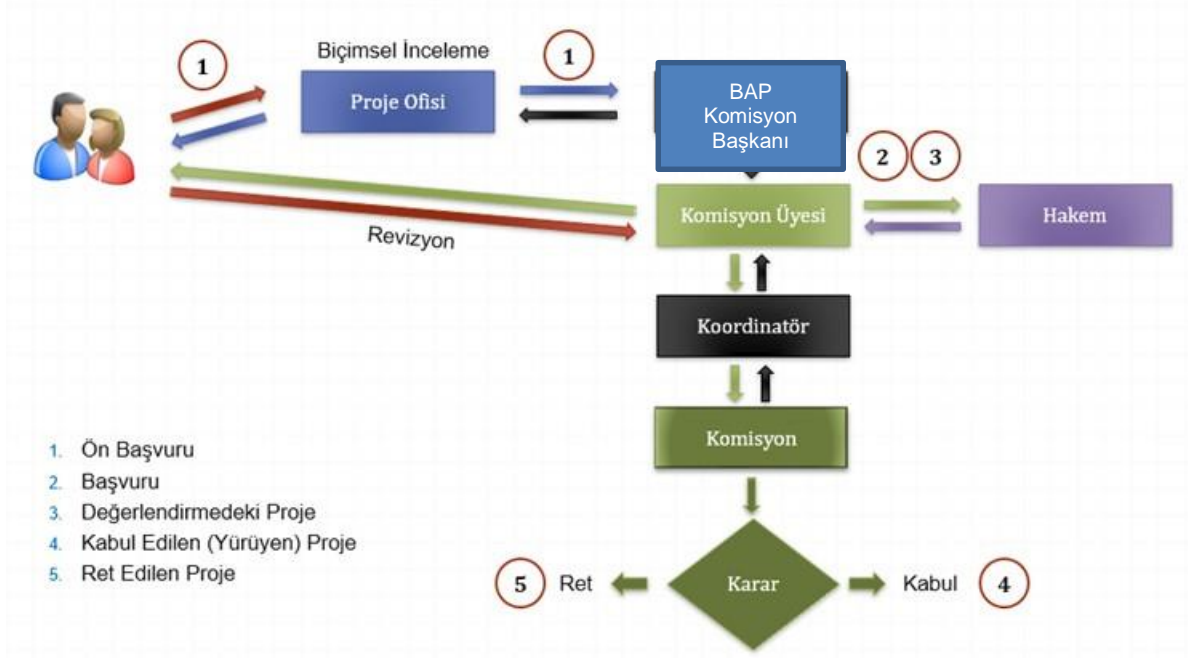 Biçimsel İnceleme
1
1
Proje Ofisi
BAP
Komisyon
Başkanı
2 3
Komisyon Üyesi
Hakem
Revizyon
Koordinatör
Komisyon
1. Ön Başvuru
2. Başvuru
3. Değerlendirmedeki Proje
4. Kabul Edilen (Yürüyen) Proje
5. Ret Edilen Proje
5 Ret
Karar
Kabul 4